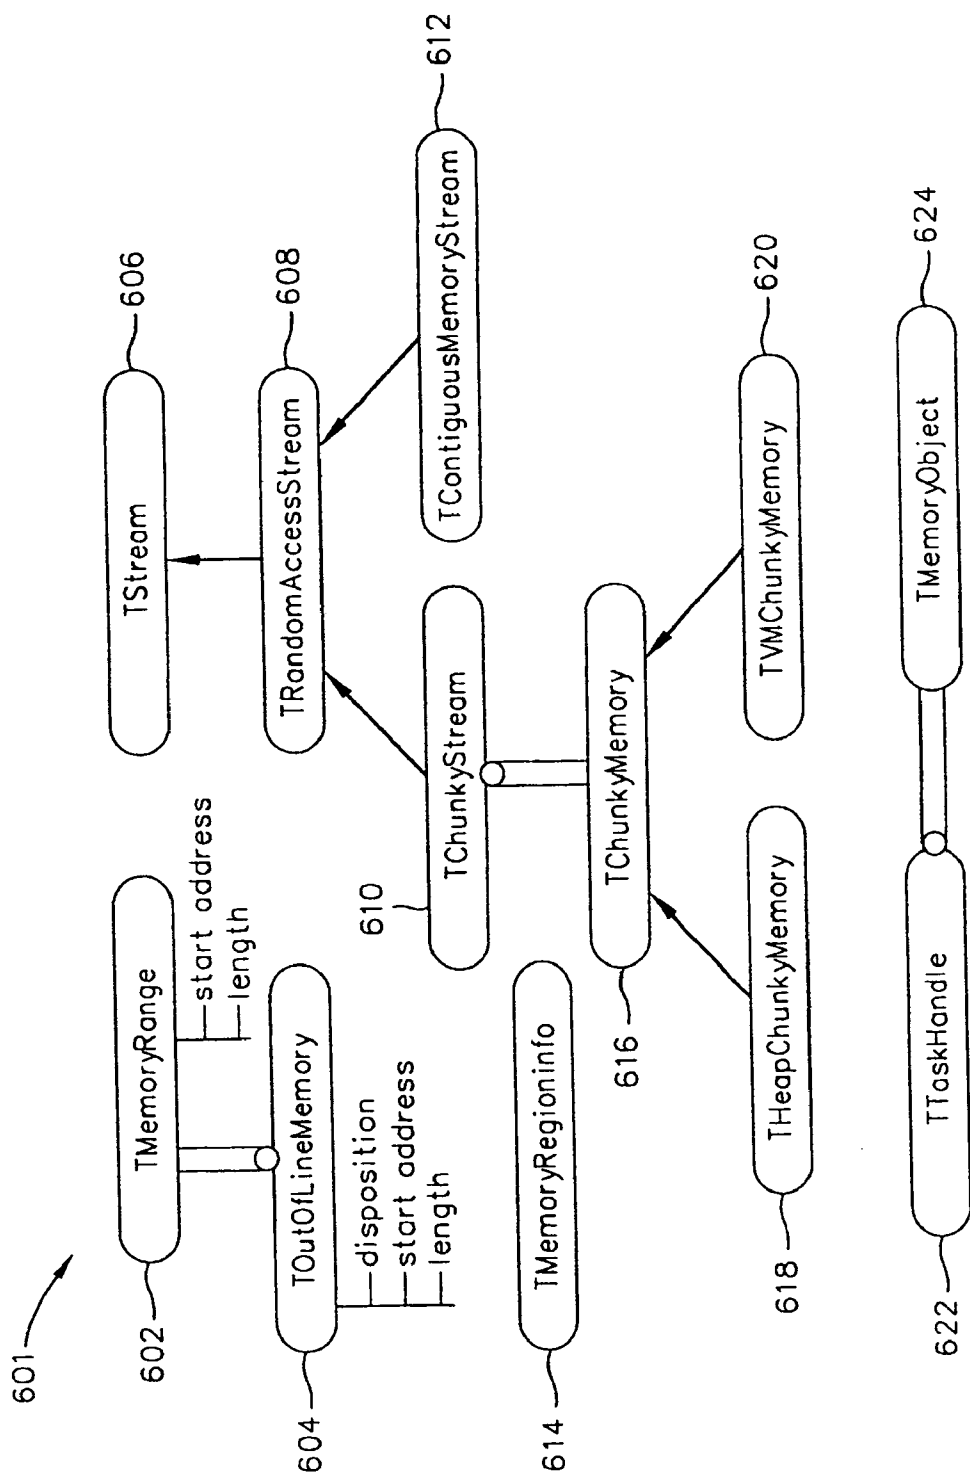 601
602
TMemoryRange
start address
length
TStream
606
604
TOutOfLineMemory
disposition
start address
length
TRandomAccessStream
608
610
TChunkyStream
TContiguousMemoryStream
612
614
TMemoryRegioninfo
616
TChunkyMemory
618
THeapChunkyMemory
TVMChunkyMemory
620
622
TTaskHandle
TMemoryObject
624